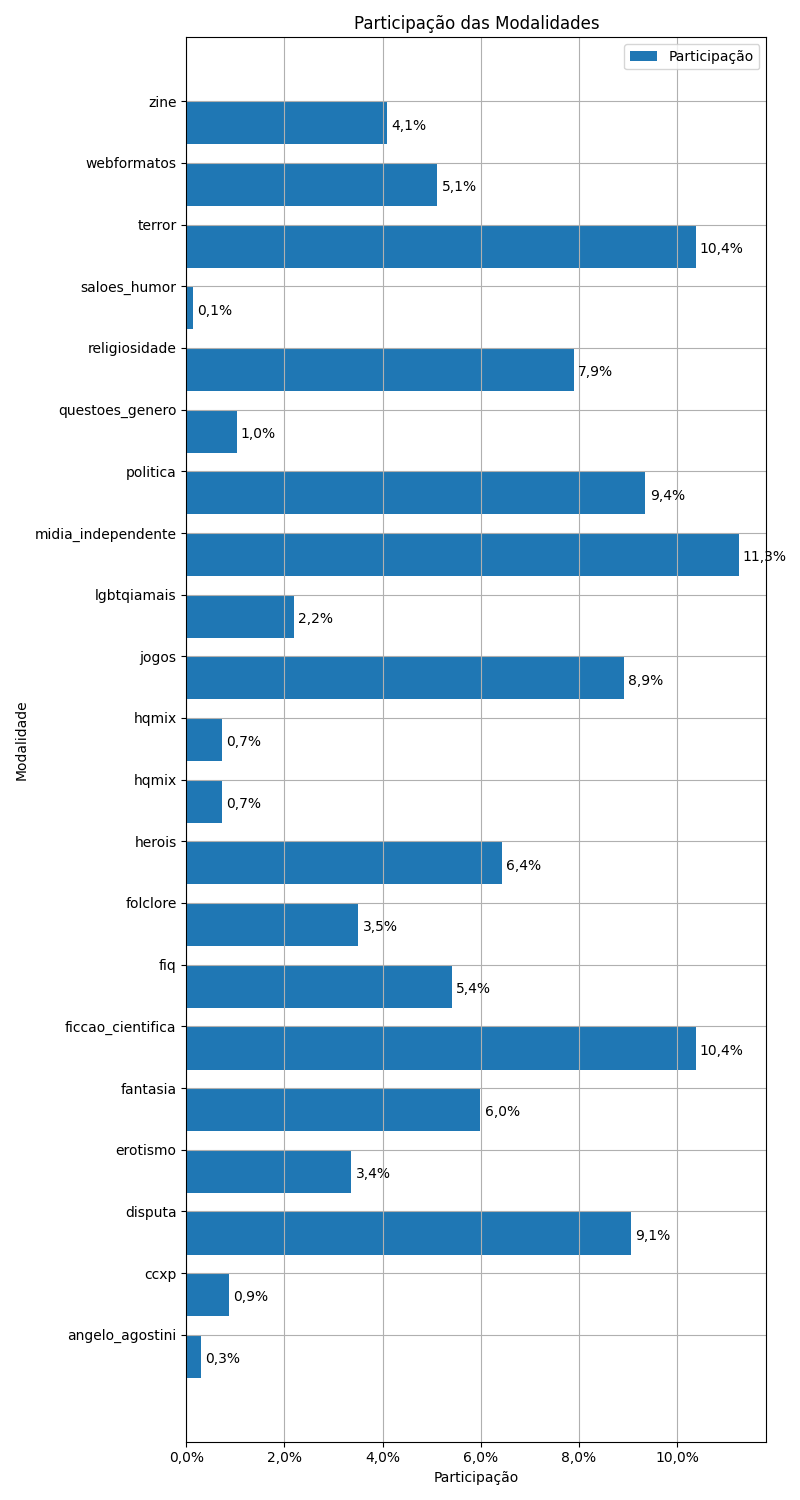 Participação das Modalidades
Participação
zine
4,1%
webformatos
5,1%
terror
10,4%
saloes_humor
0,1%
religiosidade
7,9%
questoes_genero
1,0%
politica
9,4%
midia_independente
11,3%
lgbtqiamais
2,2%
jogos
8,9%
hqmix
0,7%
hqmix
0,7%
herois
6,4%
folclore
3,5%
fiq
5,4%
ficcao_cientifica
10,4%
fantasia
6,0%
erotismo
3,4%
disputa
9,1%
ccxp
0,9%
angelo_agostini
0,3%
Modalidade
0,0% 2,0% 4,0% 6,0% 8,0% 10,0%
Participação